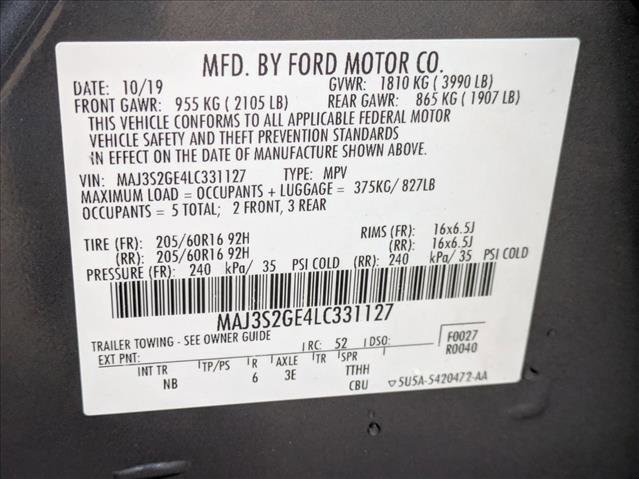 MFD. BY FORD MOTOR CO.
DATE: 10/19 GVWR: 1810 KG ( 3990 LB)
FRONT GAWR: 955 KG ( 2105 LB) REAR GAWR: 865 KG ( 1907 LB)
THIS VEHICLE CONFORMS TO ALL APPLICABLE FEDERAL MOTOR
VEHICLE SAFETY AND THEFT PREVENTION STANDARDS
IN EFFECT ON THE DATE OF MANUFACTURE SHOWN ABOVE.
VIN: MAJ3S2GE4LC331127 TYPE: MPV
MAXIMUM LOAD = OCCUPANTS + LUGGAGE = 375KG/ 827LB
OCCUPANTS = 5 TOTAL; 2 FRONT, 3 REAR
TIRE (FR): 205/60R16 92H RIMS (FR): 16x6.5J
(RR): 205/60R16 92H (RR): 16x6.5J
PRESSURE (FR): 240 kPa/ 35 PSI COLD (RR): 240 kPa/ 35 PSI COLD
MAJ3S2GE4LC331127
TRAILER TOWING - SEE OWNER GUIDE F0027
EXT PNT: RC: 52 DSO: R0040
INT TR TP/PS R AXLE TR SPR
NB 6 3E TTHH
CBU 5U5A-S420472-AA